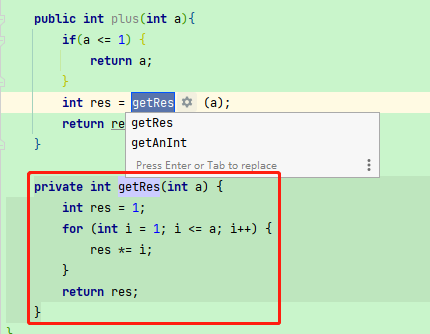 public int plus(int a){
if(a <= 1) {
return a;
}
int res = getRes (a);
return re
getRes
getAnInt
Press Enter or Tab to replace
}
private int getRes(int a) {
int res = 1;
for (int i = 1; i <= a; i++) {
res *= i;
}
return res;
}
}